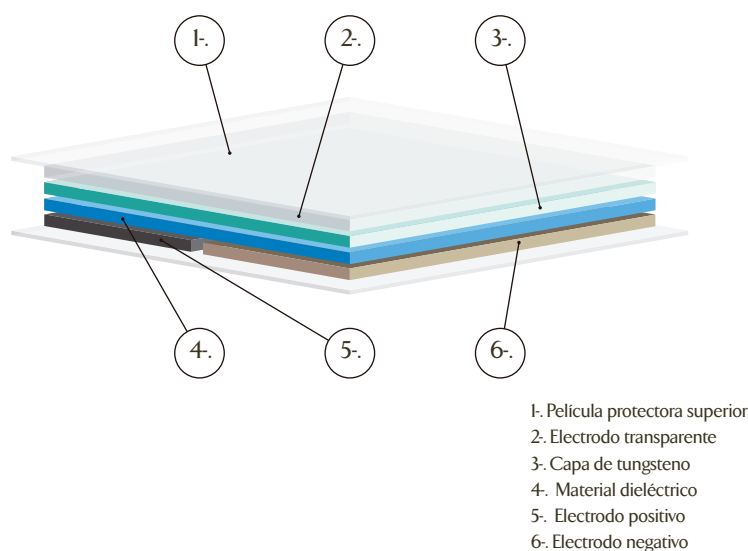 1-.
2-.
3-.
4-.
5-.
6-.
1-. Película protectora superior
2-. Electrodo transparente
3-. Capa de tungsteno
4-. Material dieléctrico
5-. Electrodo positivo
6-. Electrodo negativo